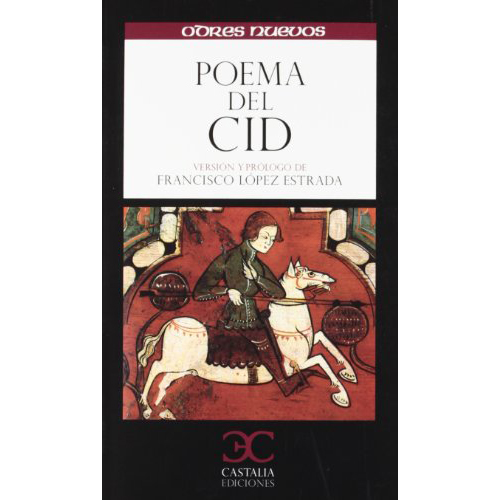 ODRES NUEVOS
POEMA
DEL
CID
VERSIÓN Y PRÓLOGO DE
FRANCISCO LÓPEZ ESTRADA
CASTALIA
EDICIONES